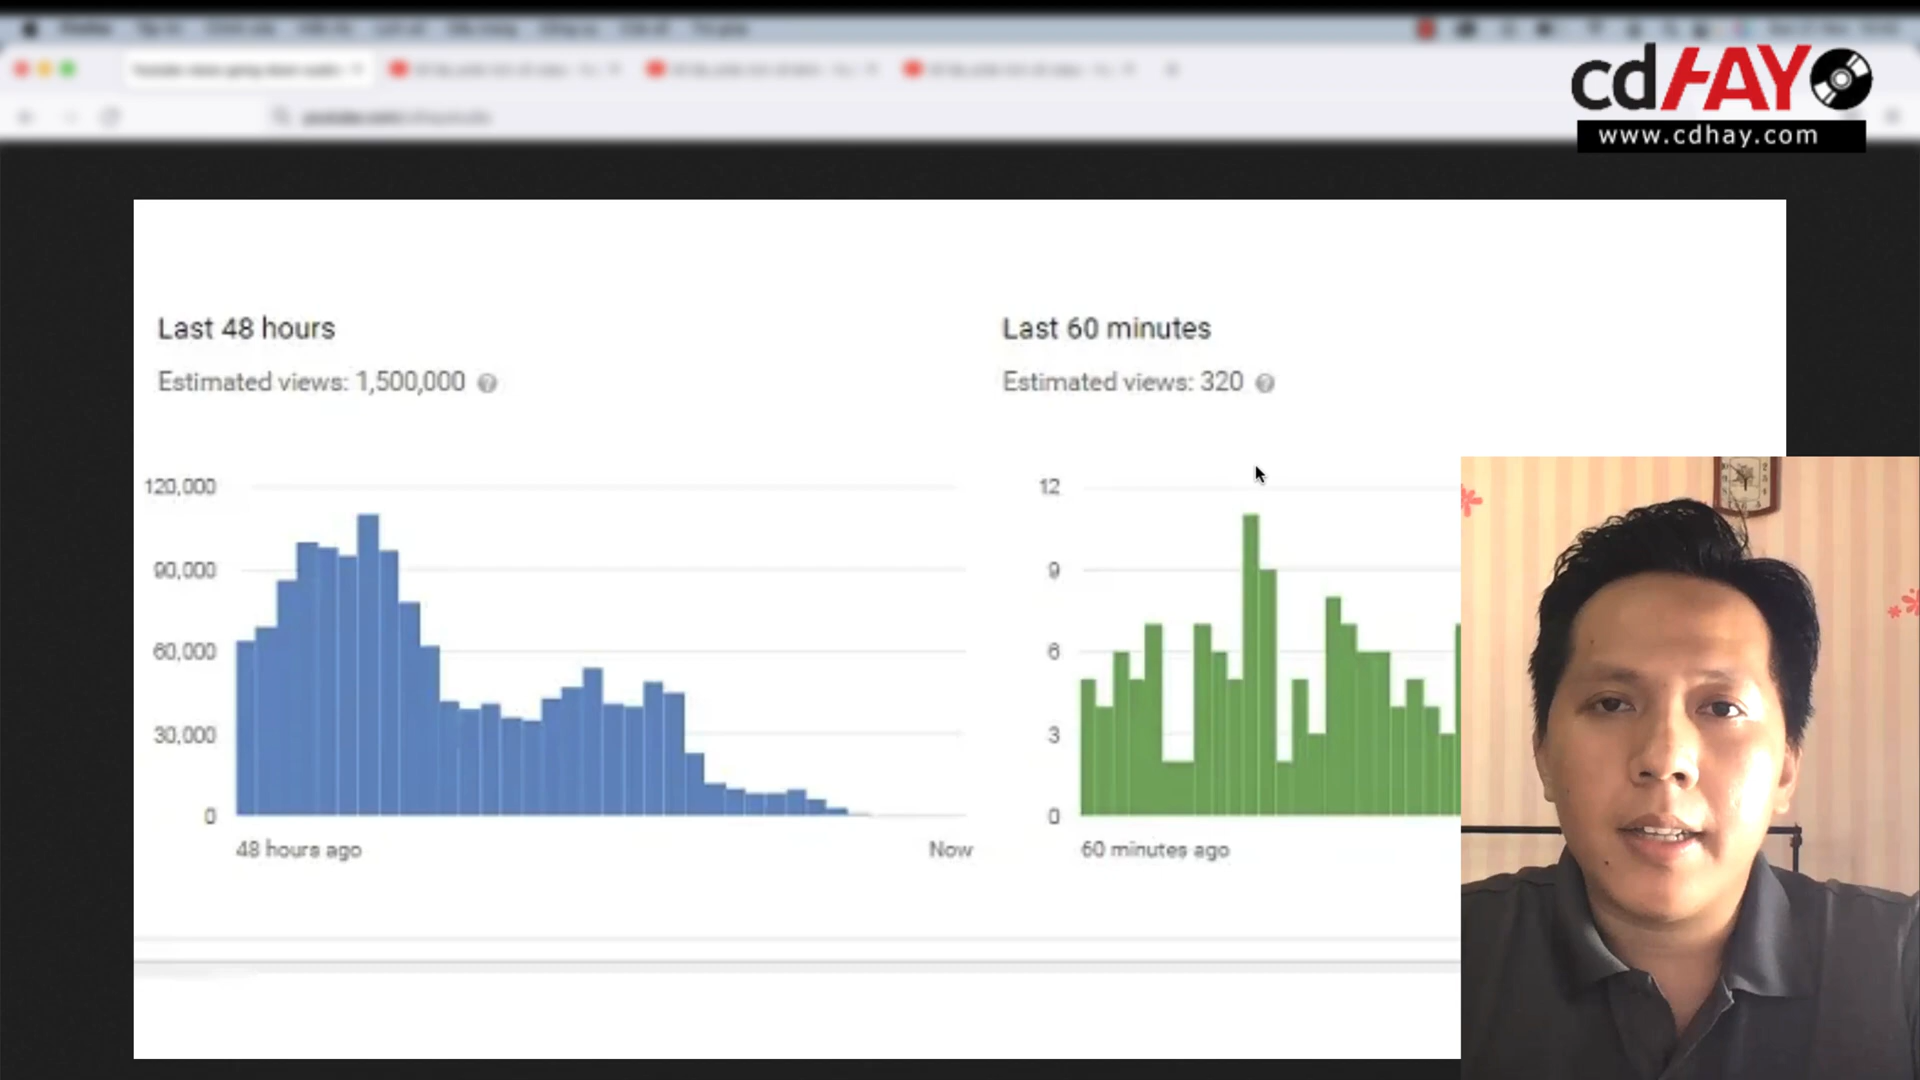 cdHAY
www.cdhay.com
Last 48 hours
Estimated views: 1,500,000
120,000
90,000
60,000
30,000
0
48 hours ago
Now
Last 60 minutes
Estimated views: 320
12
9
6
3
0
60 minutes ago